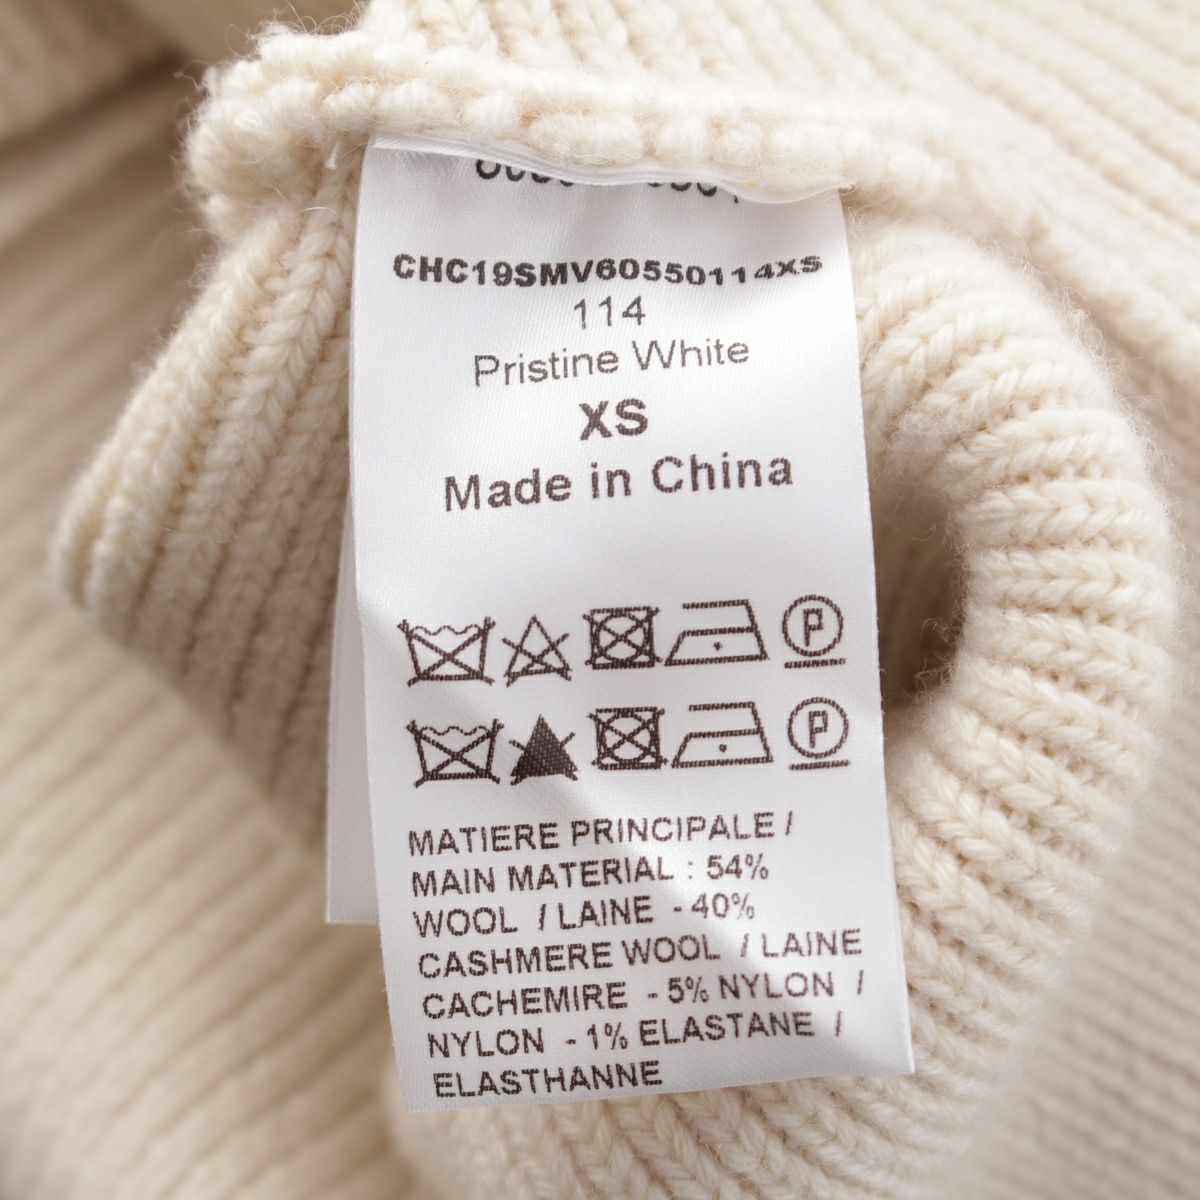 CHC19SMV60550114XS
114
Pristine White
XS
Made in China
P
P
MATIERE PRINCIPALE /
MAIN MATERIAL : 54%
WOOL / LAINE - 40%
CASHMERE WOOL / LAINE
CACHEMIRE - 5% NYLON /
NYLON - 1% ELASTANE /
ELASTHANNE